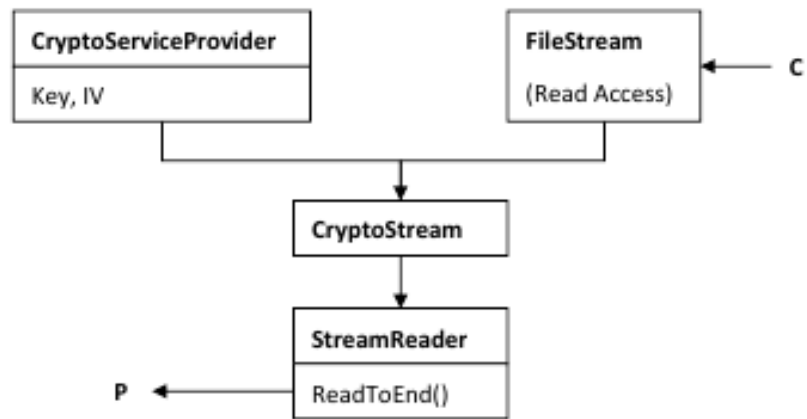 CryptoServiceProvider
Key, IV
FileStream
(Read Access)
C
CryptoStream
StreamReader
ReadToEnd()
P